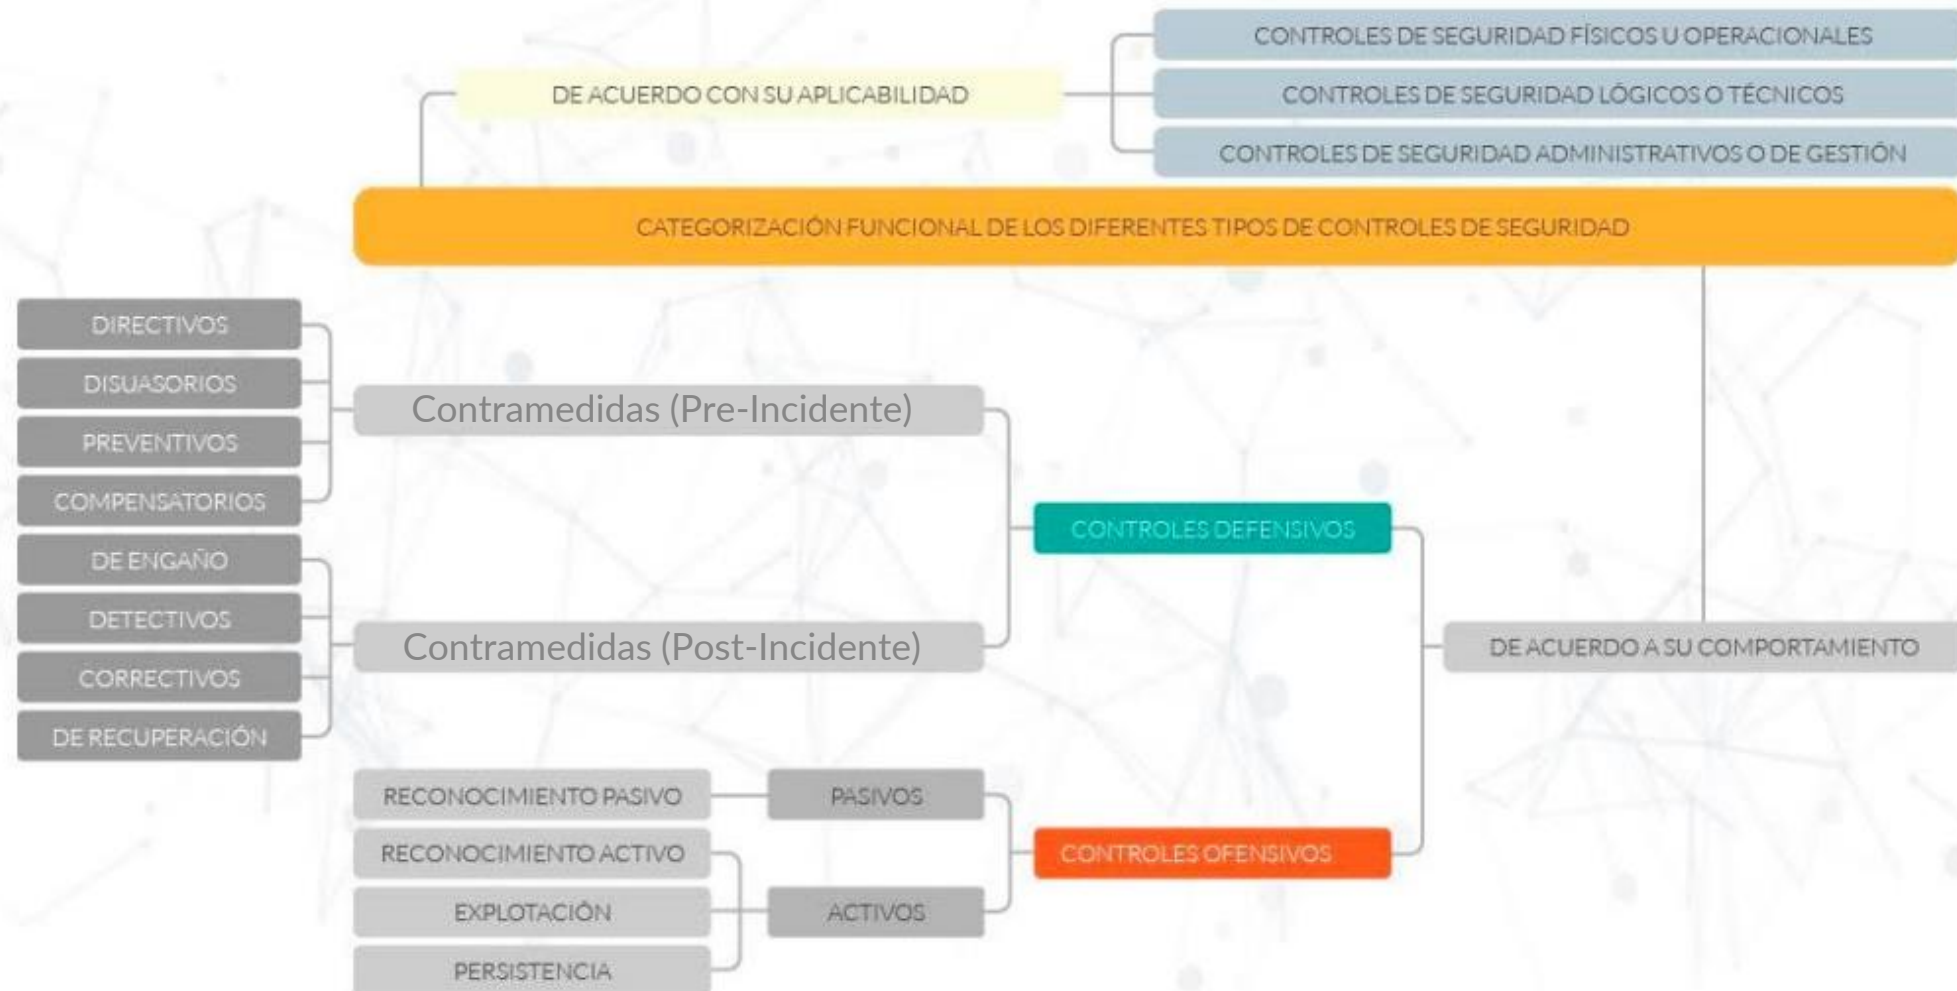 CONTROLES DE SEGURIDAD FÍSICOS U OPERACIONALES
DE ACUERDO CON SU APLICABILIDAD
CONTROLES DE SEGURIDAD LÓGICOS O TÉCNICOS
CONTROLES DE SEGURIDAD ADMINISTRATIVOS O DE GESTIÓN
CATEGORIZACIÓN FUNCIONAL DE LOS DIFERENTES TIPOS DE CONTROLES DE SEGURIDAD
DIRECTIVOS
DISUASORIOS
PREVENTIVOS
COMPENSATORIOS
Contramedidas (Pre-Incidente)
DE ENGAÑO
DETECTIVOS
CORRECTIVOS
DE RECUPERACIÓN
Contramedidas (Post-Incidente)
CONTROLES DEFENSIVOS
DE ACUERDO A SU COMPORTAMIENTO
RECONOCIMIENTO PASIVO
PASIVOS
RECONOCIMIENTO ACTIVO
EXPLOTACIÓN
PERSISTENCIA
ACTIVOS
CONTROLES OFENSIVOS